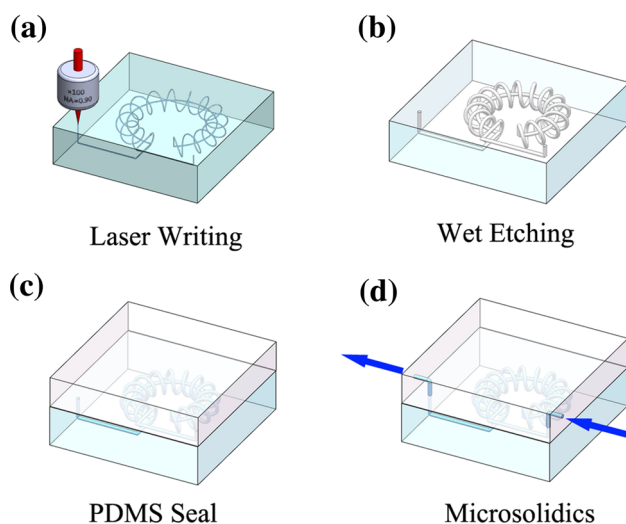 (a)
×100
NA=0.90
Laser Writing
(b)
Wet Etching
(c)
PDMS Seal
(d)
Microsolidics